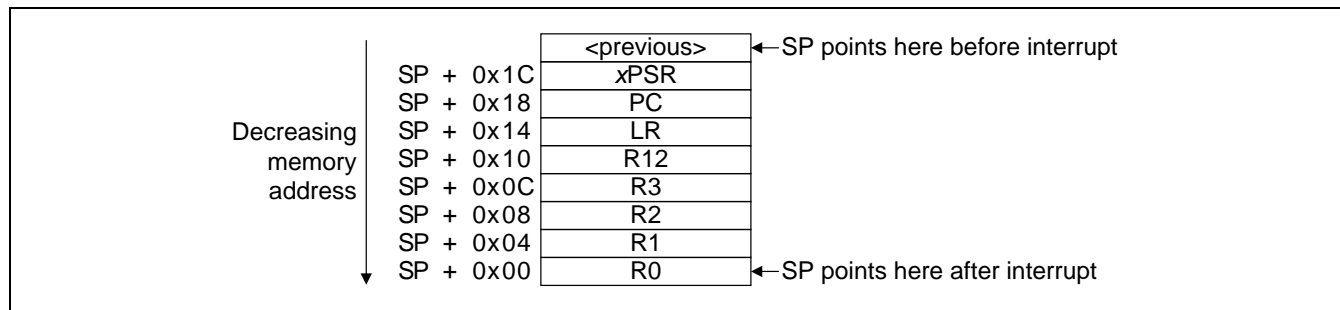 <previous> SP points here before interrupt
SP + 0x1C xPSR
SP + 0x18 PC
Decreasing SP + 0x14 LR
memory SP + 0x10 R12
address SP + 0x0C R3
SP + 0x08 R2
SP + 0x04 R1
SP + 0x00 R0 SP points here after interrupt